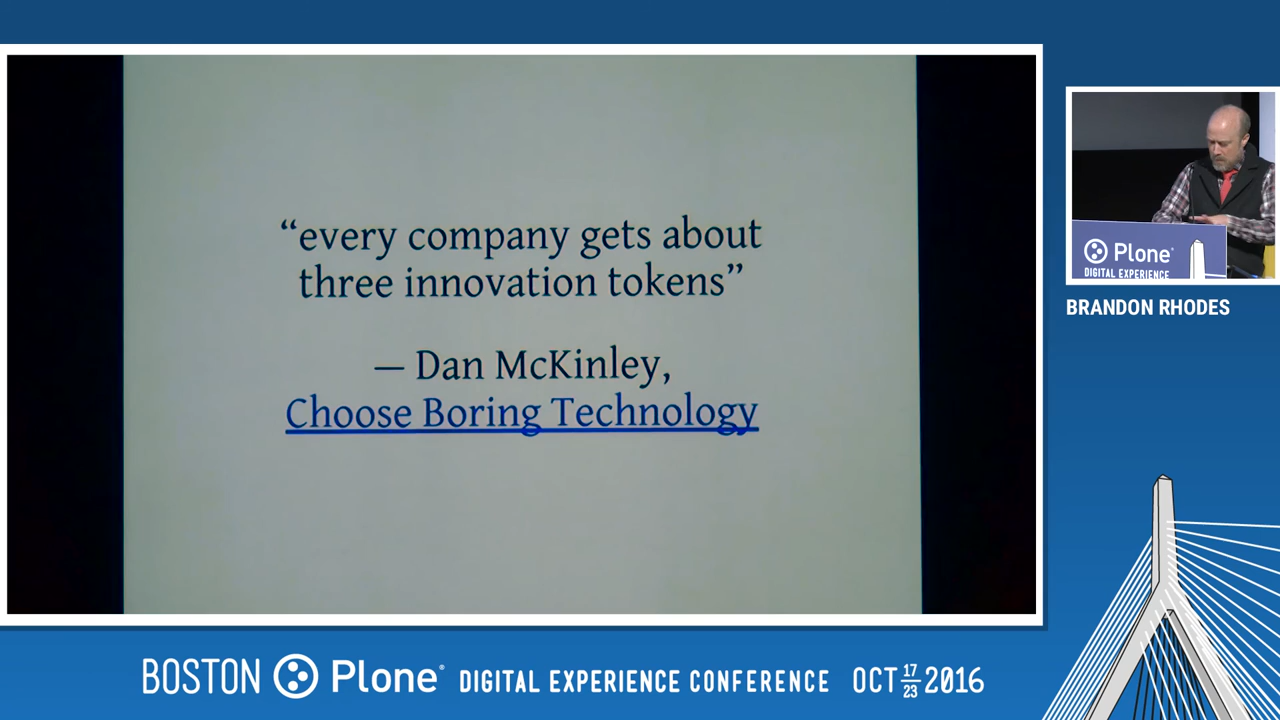 “every company gets about
three innovation tokens”
— Dan McKinley,
Choose Boring Technology
Plone®
DIGITAL EXPERIENCE
BRANDON RHODES
BOSTON Plone® DIGITAL EXPERIENCE CONFERENCE OCT 17 23 2016